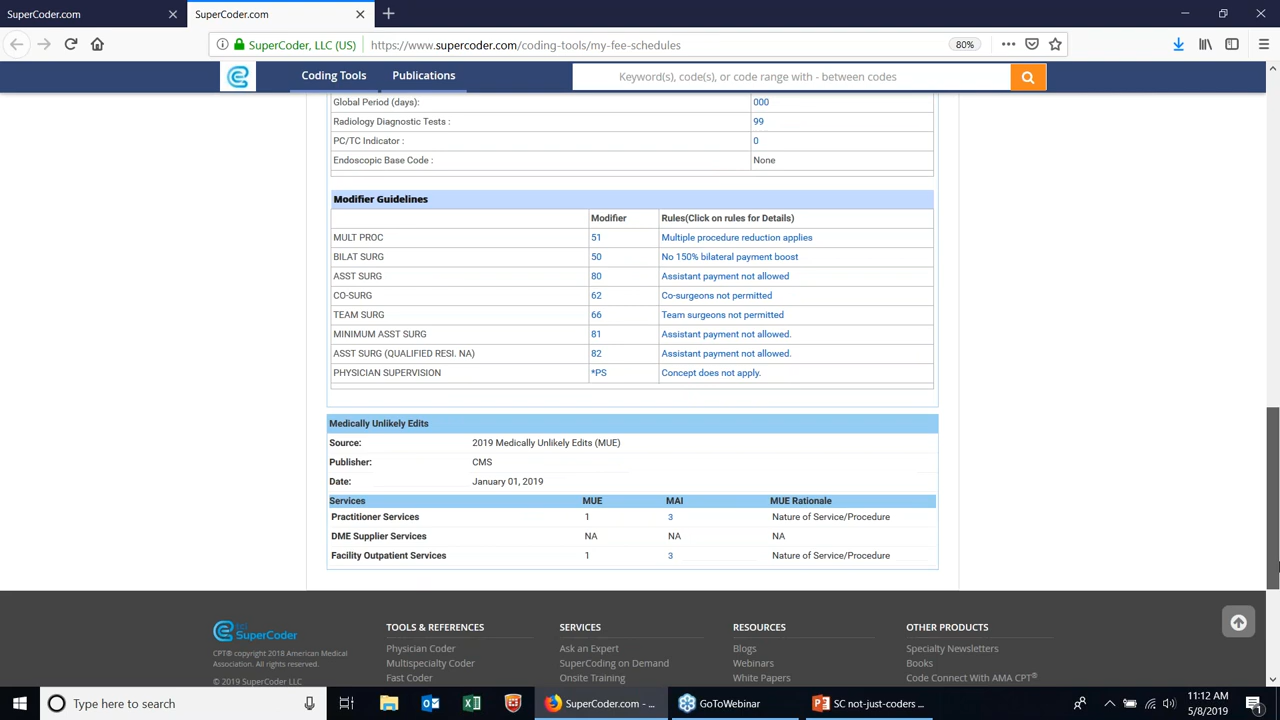 SuperCoder.com
SuperCoder.com
SuperCoder, LLC (US)
https://www.supercoder.com/coding-tools/my-fee-schedules
80%
Coding Tools
Publications
Keyword(s), code(s), or code range with - between codes
Global Period (days): 000
Radiology Diagnostic Tests : 99
PC/TC Indicator : 0
Endoscopic Base Code : None
Modifier Guidelines
Modifier Rules(Click on rules for Details)
MULT PROC 51 Multiple procedure reduction applies
BILAT SURG 50 No 150% bilateral payment boost
ASST SURG 80 Assistant payment not allowed
CO-SURG 62 Co-surgeons not permitted
TEAM SURG 66 Team surgeons not permitted
MINIMUM ASST SURG 81 Assistant payment not allowed.
ASST SURG (QUALIFIED RESI. NA) 82 Assistant payment not allowed.
PHYSICIAN SUPERVISION *PS Concept does not apply.
Medically Unlikely Edits
Source: 2019 Medically Unlikely Edits (MUE)
Publisher: CMS
Date: January 01, 2019
Services MUE MAI MUE Rationale
Practitioner Services 1 3 Nature of Service/Procedure
DME Supplier Services NA NA NA
Facility Outpatient Services 1 3 Nature of Service/Procedure
SuperCoder
CPT® copyright 2018 American Medical
Association. All rights reserved.
© 2019 SuperCoder LLC
TOOLS & REFERENCES
Physician Coder
Multispecialty Coder
Fast Coder
SERVICES
Ask an Expert
SuperCoding on Demand
Onsite Training
RESOURCES
Blogs
Webinars
White Papers
OTHER PRODUCTS
Specialty Newsletters
Books
Code Connect With AMA CPT®
Type here to search
SuperCoder.com - ...
GoToWebinar
SC not-just-coders ...
11:12 AM
5/8/2019